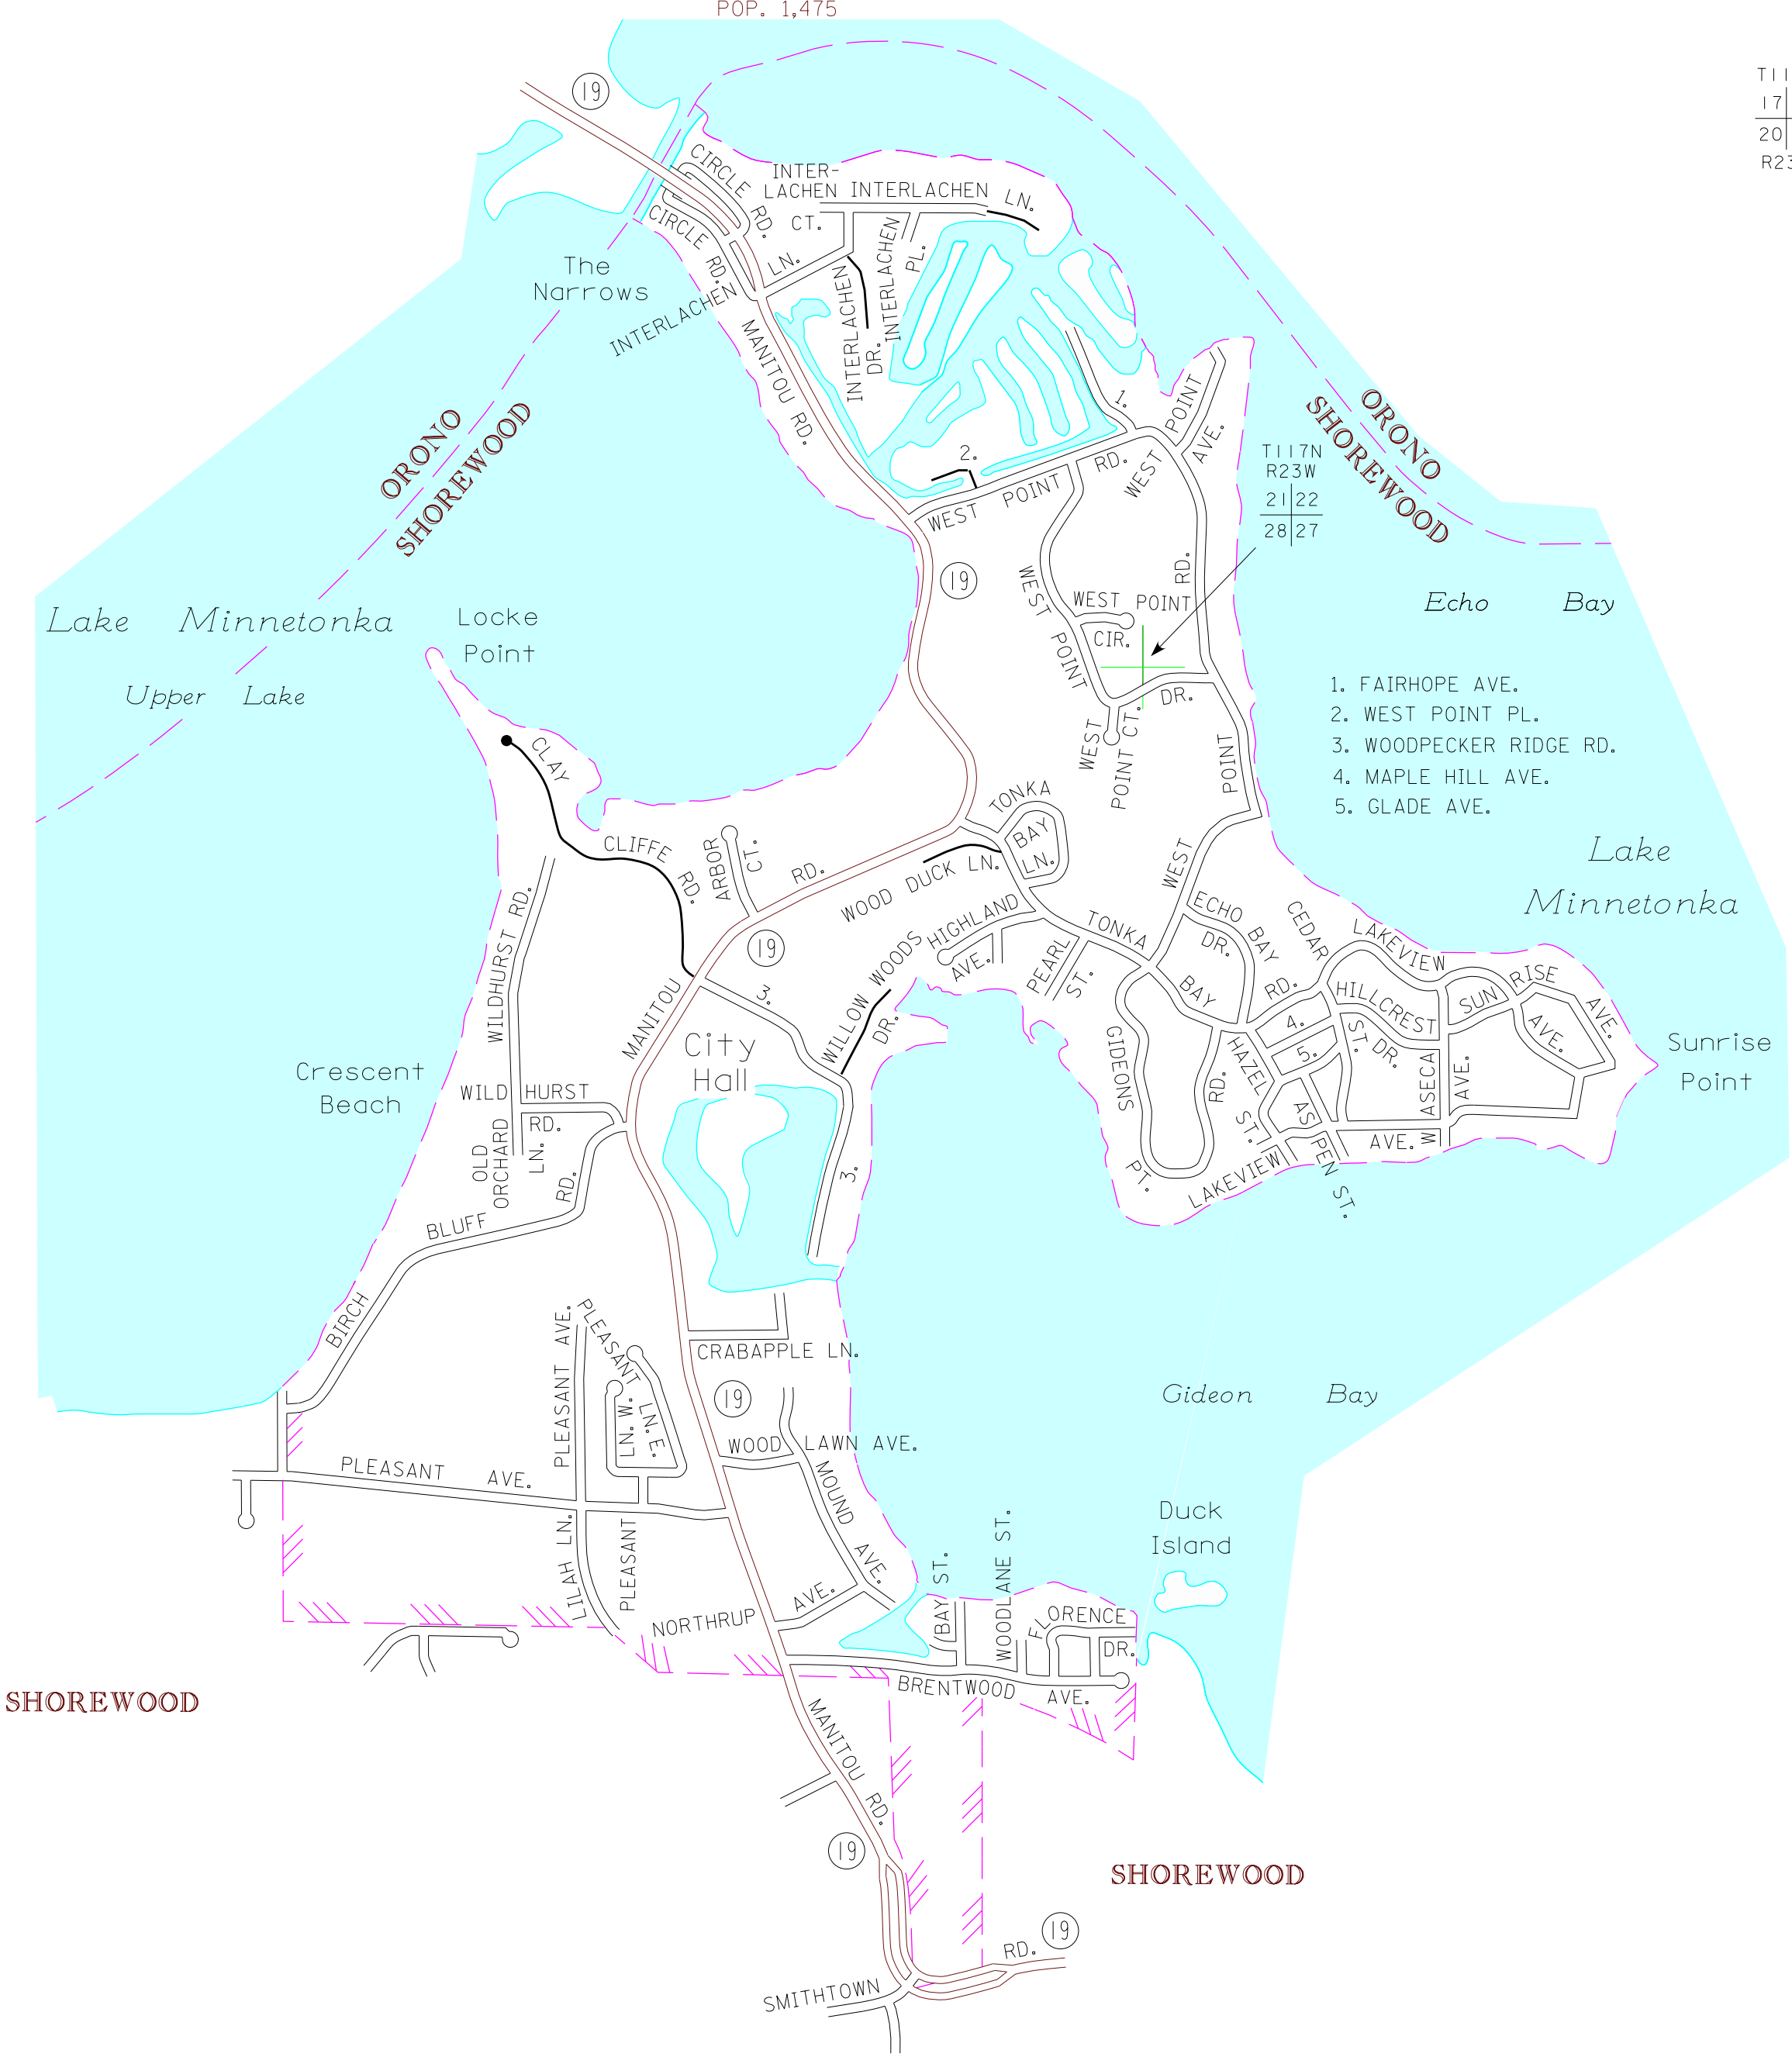 POP. 1,475
T11
17
20
R23
19
CIRCLE RD.
CIRCLE RD.
INTER-
LACHEN
CT.
INTERLACHEN LN.
INTERLACHEN LN.
INTERLACHEN
PL.
INTERLACHEN
DR.
The
Narrows
MANITOU RD.
ORONO
SHOREWOOD
ORONO
SHOREWOOD
1.
2.
WEST POINT
AVE.
WEST POINT RD.
T117N
R23W
21 22
28 27
19
WEST POINT RD.
WEST POINT DR.
WEST POINT
CIR.
WEST
POINT CT.
Echo Bay
Lake Minnetonka
Upper Lake
Locke
Point
1. FAIRHOPE AVE.
2. WEST POINT PL.
3. WOODPECKER RIDGE RD.
4. MAPLE HILL AVE.
5. GLADE AVE.
Lake
Minnetonka
CLAY CLIFFE RD.
ARBOR
CT.
MANITOU RD.
TONKA
BAY
LN.
WOOD DUCK LN.
HIGHLAND
AVE.
PEARL
ST.
TONKA BAY RD.
ECHO BAY
DR.
CEDAR
LAKEVIEW
HILLCREST
DR.
SUN RISE AVE.
AVE.
4.
5.
ST.
HAZEL ST.
ASPEN ST.
W ASECA
AVE.
LAKEVIEW AVE.
GIDEONS PT. RD.
Sunrise
Point
WILDHURST RD.
19
3.
WILLOW WOODS
DR.
City
Hall
Crescent
Beach
WILD HURST
RD.
OLD
ORCHARD
LN.
BIRCH BLUFF RD.
3.
CRABAPPLE LN.
PLEASANT AVE.
PLEASANT
LN. W.
LN. E.
19
Gideon Bay
WOOD LAWN AVE.
MOUND AVE.
PLEASANT AVE.
LILAH LN.
PLEASANT
NORTHRUP AVE.
BAY ST.
WOODLANE ST.
FLORENCE
DR.
Duck
Island
BRENTWOOD AVE.
SHOREWOOD
MANITOU RD.
19
SHOREWOOD
SMITHTOWN RD.
19